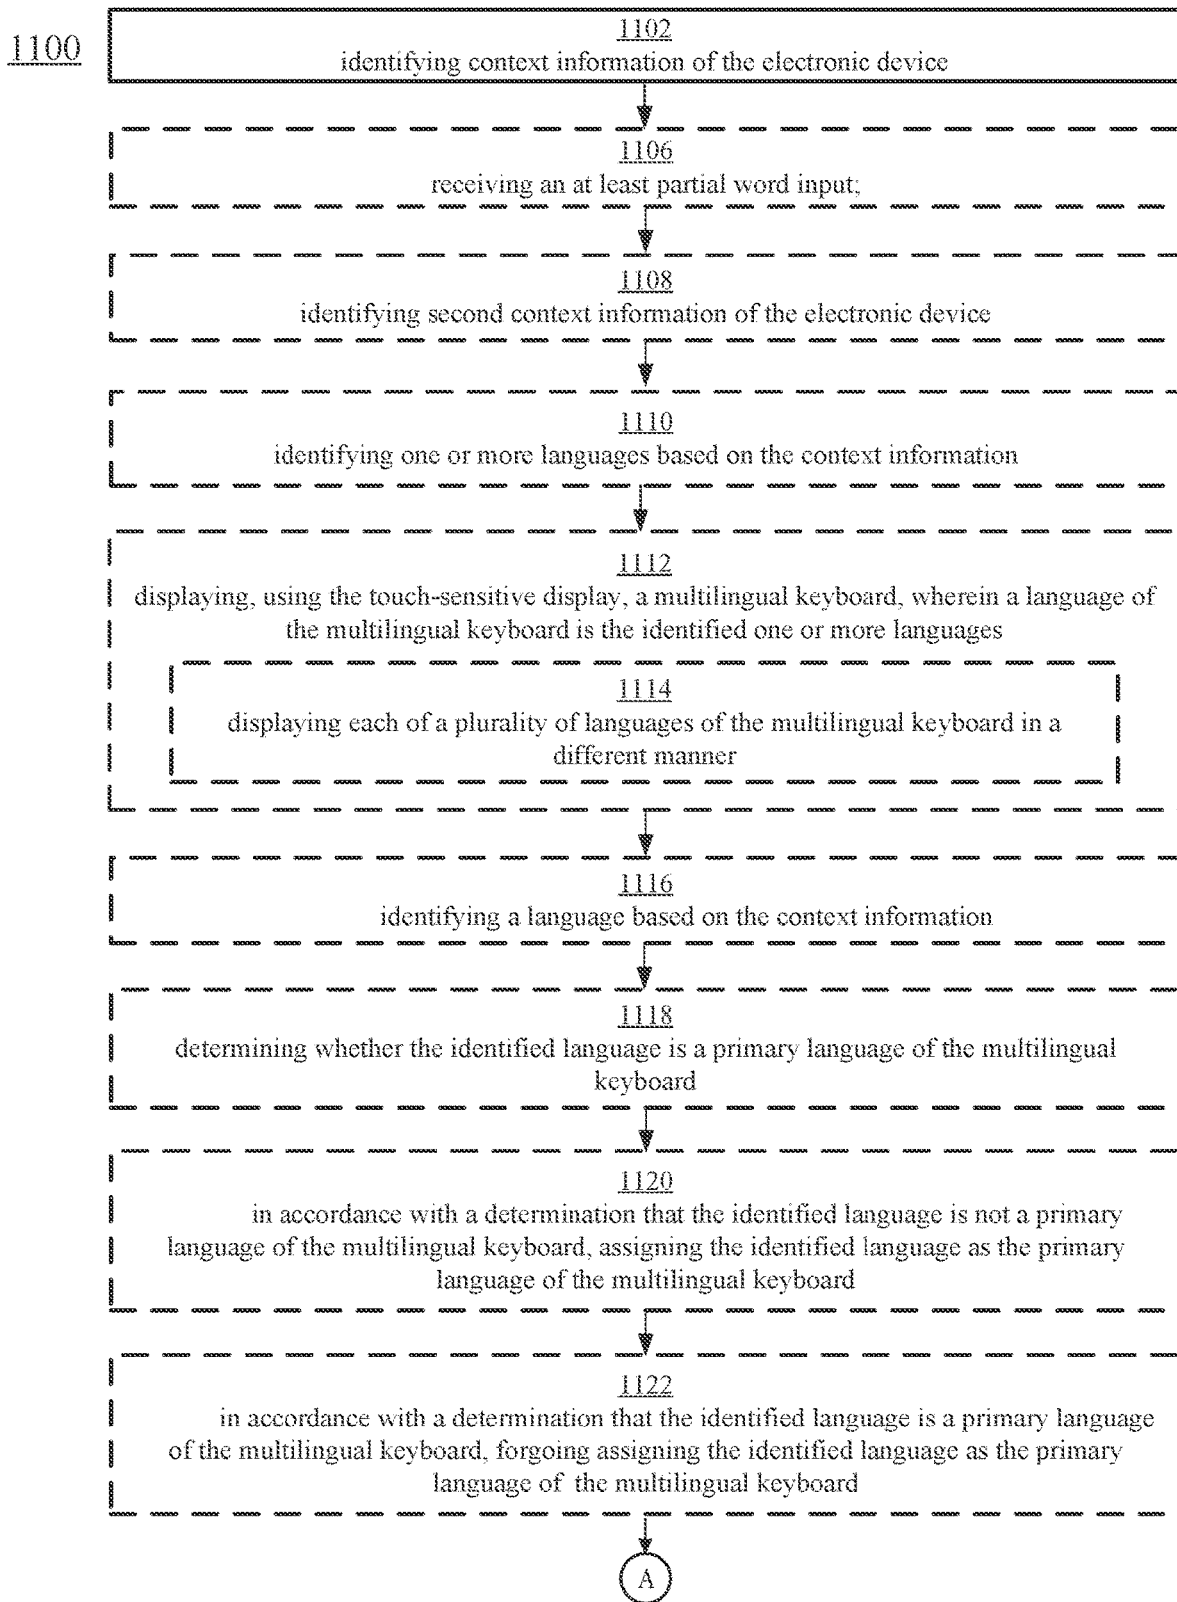 1100
1102
identifying context information of the electronic device
1106
receiving an at least partial word input;
1108
identifying second context information of the electronic device
1110
identifying one or more languages based on the context information
1112
displaying, using the touch-sensitive display, a multilingual keyboard, wherein a language of
the multilingual keyboard is the identified one or more languages
1114
displaying each of a plurality of languages of the multilingual keyboard in a
different manner
1116
identifying a language based on the context information
1118
determining whether the identified language is a primary language of the multilingual
keyboard
1120
in accordance with a determination that the identified language is not a primary
language of the multilingual keyboard, assigning the identified language as the primary
language of the multilingual keyboard
1122
in accordance with a determination that the identified language is a primary language
of the multilingual keyboard, forgoing assigning the identified language as the primary
language of the multilingual keyboard
A